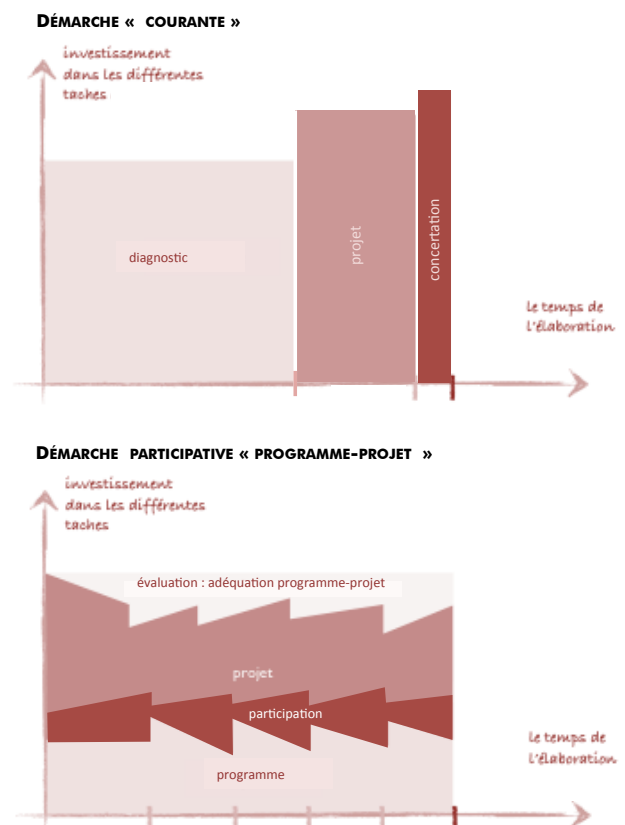 DÉMARCHE « COURANTE »
investissement
dans les différentes
taches
diagnostic
projet
concertation
le temps de
l'élaboration
DÉMARCHE PARTICIPATIVE « PROGRAMME-PROJET »
investissement
dans les différentes
taches
évaluation : adéquation programme-projet
projet
participation
programme
le temps de
l'élaboration